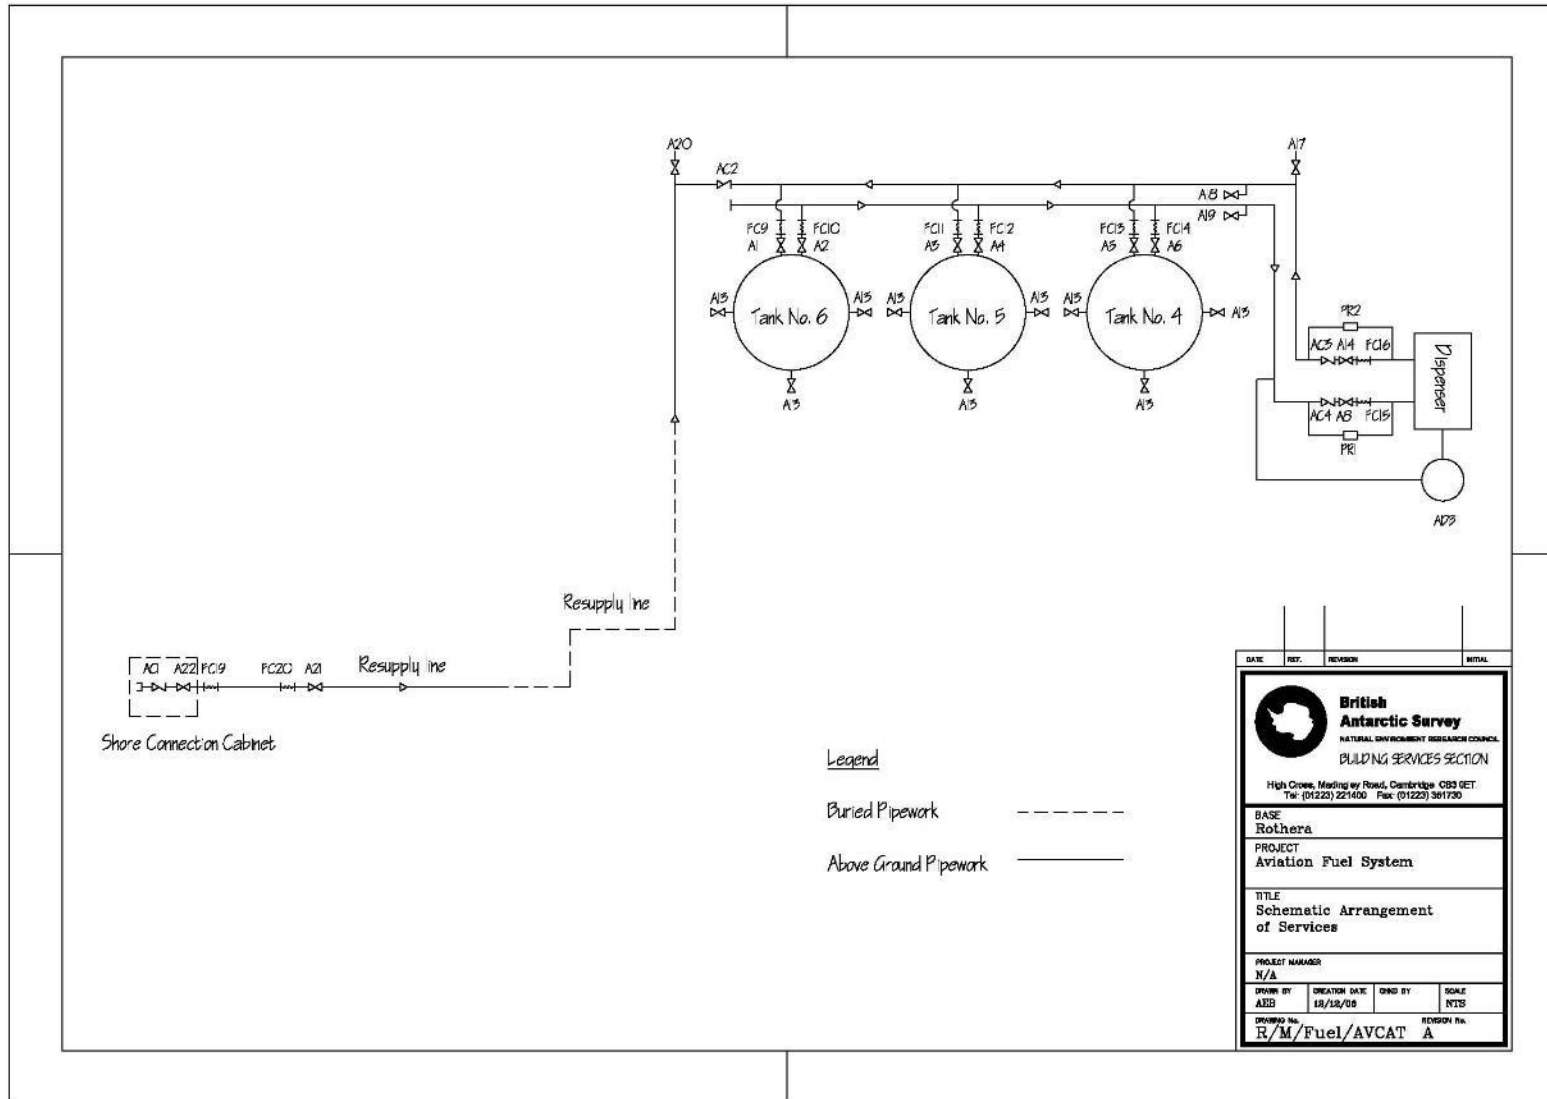 A20
A17
AC2
A18
A19
FC9 FC10 FC11 FC12 FC13 FC14
A1 A2 A3 A4 A5 A6
A13 A13 A13 A13 A13 A13
Tank No. 6 Tank No. 5 Tank No. 4
PR2
AC3 A14 FC16
Dispenser
A13 A13 A13
AC4 A8 FC15
PR1
AD3
Resupply line
AC1 A22 FC19 FC20 A21 Resupply ine
Shore Connection Cabinet
Legend
Buried Pipework
Above Ground Pipework
DATE REF. REVISION INITIAL
British
Antarctic Survey
NATURAL ENVIRONMENT RESEARCH COUNCIL
BUILDING SERVICES SECTION
High Cross, Madingley Road, Cambridge CB3 0ET
Tel: (01223) 221400 Fax: (01223) 361730
BASE
Rothera
PROJECT
Aviation Fuel System
TITLE
Schematic Arrangement
of Services
PROJECT MANAGER
N/A
DRAWN BY CREATION DATE CHKD BY SCALE
AEB NTS
DRAWING No. REVISION No.
R/M/Fuel/AVCAT A